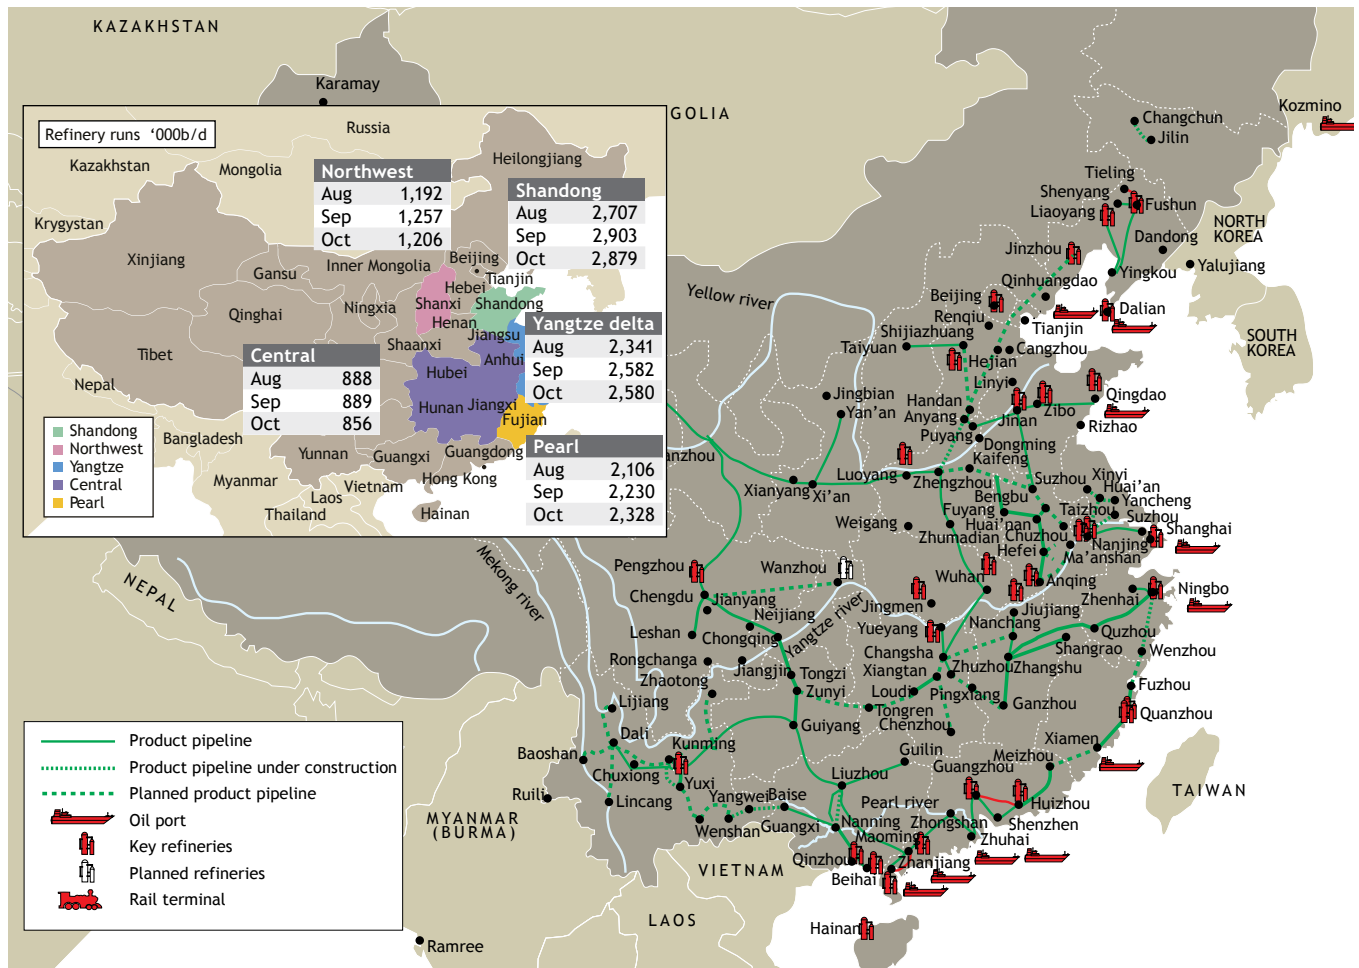 KAZAKHSTAN
Karamay
GOLIA
Kozmino
Changchun
Jilin
Refinery runs ‘000b/d
Russia
Kazakhstan
Mongolia
Heilongjiang
Krygystan
Northwest
Aug 1,192
Sep 1,257
Oct 1,206
Shandong
Aug 2,707
Sep 2,903
Oct 2,879
Xinjiang
Gansu
Inner Mongolia
Beijing
Tianjin
Hebei
Ningxia
Shanxi
Shandong
Qinghai
Henan
Jiangsu
Shaanxi
Tibet
Anhui
Hubei
Nepal
Hunan
Jiangxi
Fujian
Yangtze delta
Aug 2,341
Sep 2,582
Oct 2,580
Central
Aug 888
Sep 889
Oct 856
Bangladesh
Yunnan
Guangxi
Guangdong
Hong Kong
Myanmar
Vietnam
Laos
Thailand
Hainan
Pearl
Aug 2,106
Sep 2,230
Oct 2,328
Shandong
Northwest
Yangtze
Central
Pearl
Tieling
Shenyang
Liaoyang
Fushun
NORTH
KOREA
Dandong
Jinzhou
Yalujiang
Yingkou
Qinhuangdao
Yellow river
Beijing
Renqiu
Dalian
Tianjin
Shijiazhuang
SOUTH
KOREA
Taiyuan
Hejian
Cangzhou
Linyi
Jingbian
Handan
Qingdao
Yan’an
Anyang
Jinan
Zibo
Puyang
Rizhao
Dongming
anzhou
Kaifeng
Luoyang
Zhengzhou
Xianyang
Xi’an
Suzhou
Xinyi
Huai’an
Bengbu
Yancheng
Fuyang
Taizhou
Suzhou
Weigang
Huai’nan
Zhumadian
Chuzhou
Shanghai
Nanjing
Hefei
Ma’anshan
Mekong river
Pengzhou
Wanzhou
Wuhan
NEPAL
Chengdu
Jianyang
Anqing
Ningbo
Zhenhai
Jingmen
Neijiang
Jiujiang
Yangtze river
Nanchang
Leshan
Chongqing
Yueyang
Quzhou
Changsha
Shangrao
Wenzhou
Rongchanga
Jiangjin
Xiangtan
Zhuzhou
Zhangshu
Zhaotong
Tongzi
Zunyi
Loudi
Pingxiang
Fuzhou
Lijiang
Tongren
Ganzhou
Quanzhou
Guiyang
Chenzhou
Dali
Kunming
Xiamen
Baoshan
Guilin
Meizhou
Guangzhou
Chuxiong
Liuzhou
Yuxi
TAIWAN
Ruili
Lincang
Yangwei
Baise
Pearl river
Huizhou
MYANMAR
(BURMA)
Wenshan
Guangxi
Nanning
Zhongshan
Shenzhen
Maoming
Zhuhai
VIETNAM
Qinzhou
Zhanjiang
Beihai
LAOS
Hainan
Ramree
Product pipeline
Product pipeline under construction
Planned product pipeline
Oil port
Key refineries
Planned refineries
Rail terminal